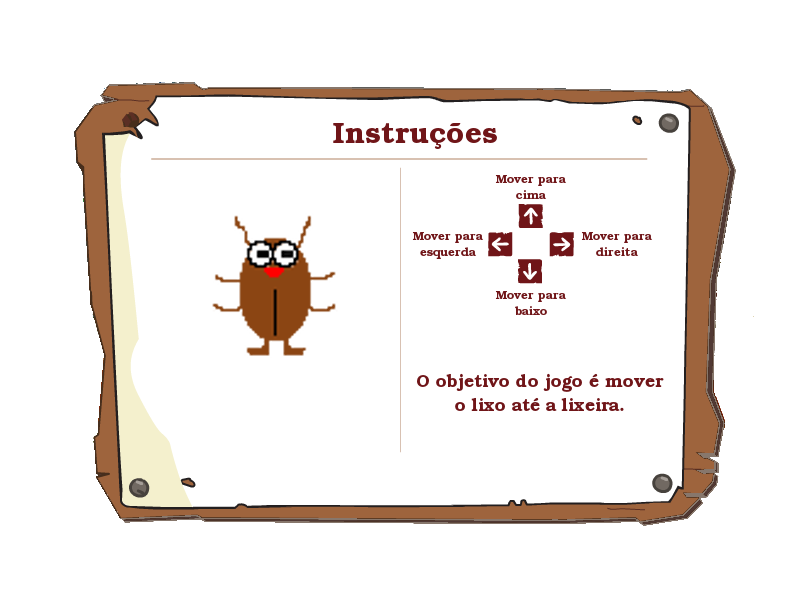 Instruções
Mover para
cima
Mover para
esquerda
Mover para
direita
Mover para
baixo
O objetivo do jogo é mover
o lixo até a lixeira.